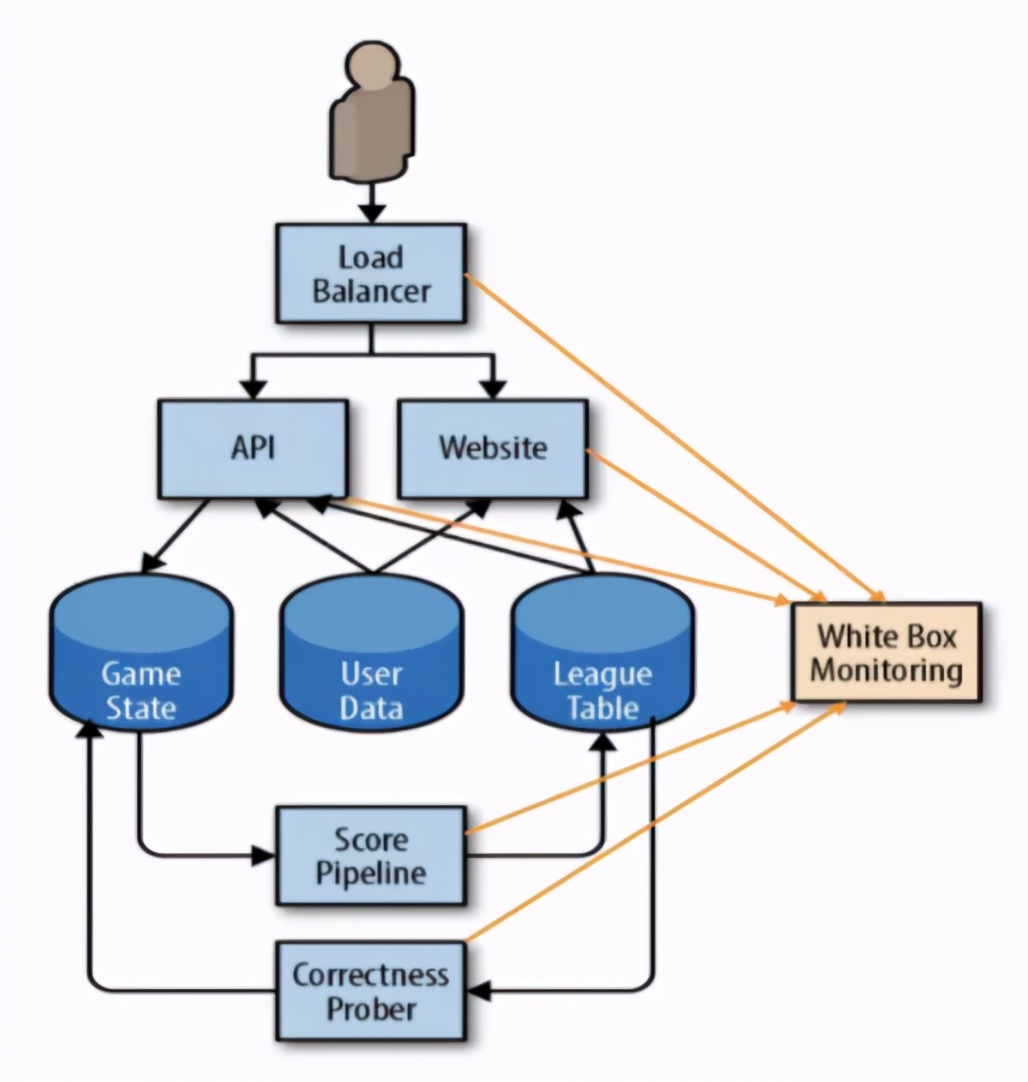 Load
Balancer
API
Website
Game
State
User
Data
League
Table
White Box
Monitoring
Score
Pipeline
Correctness
Prober